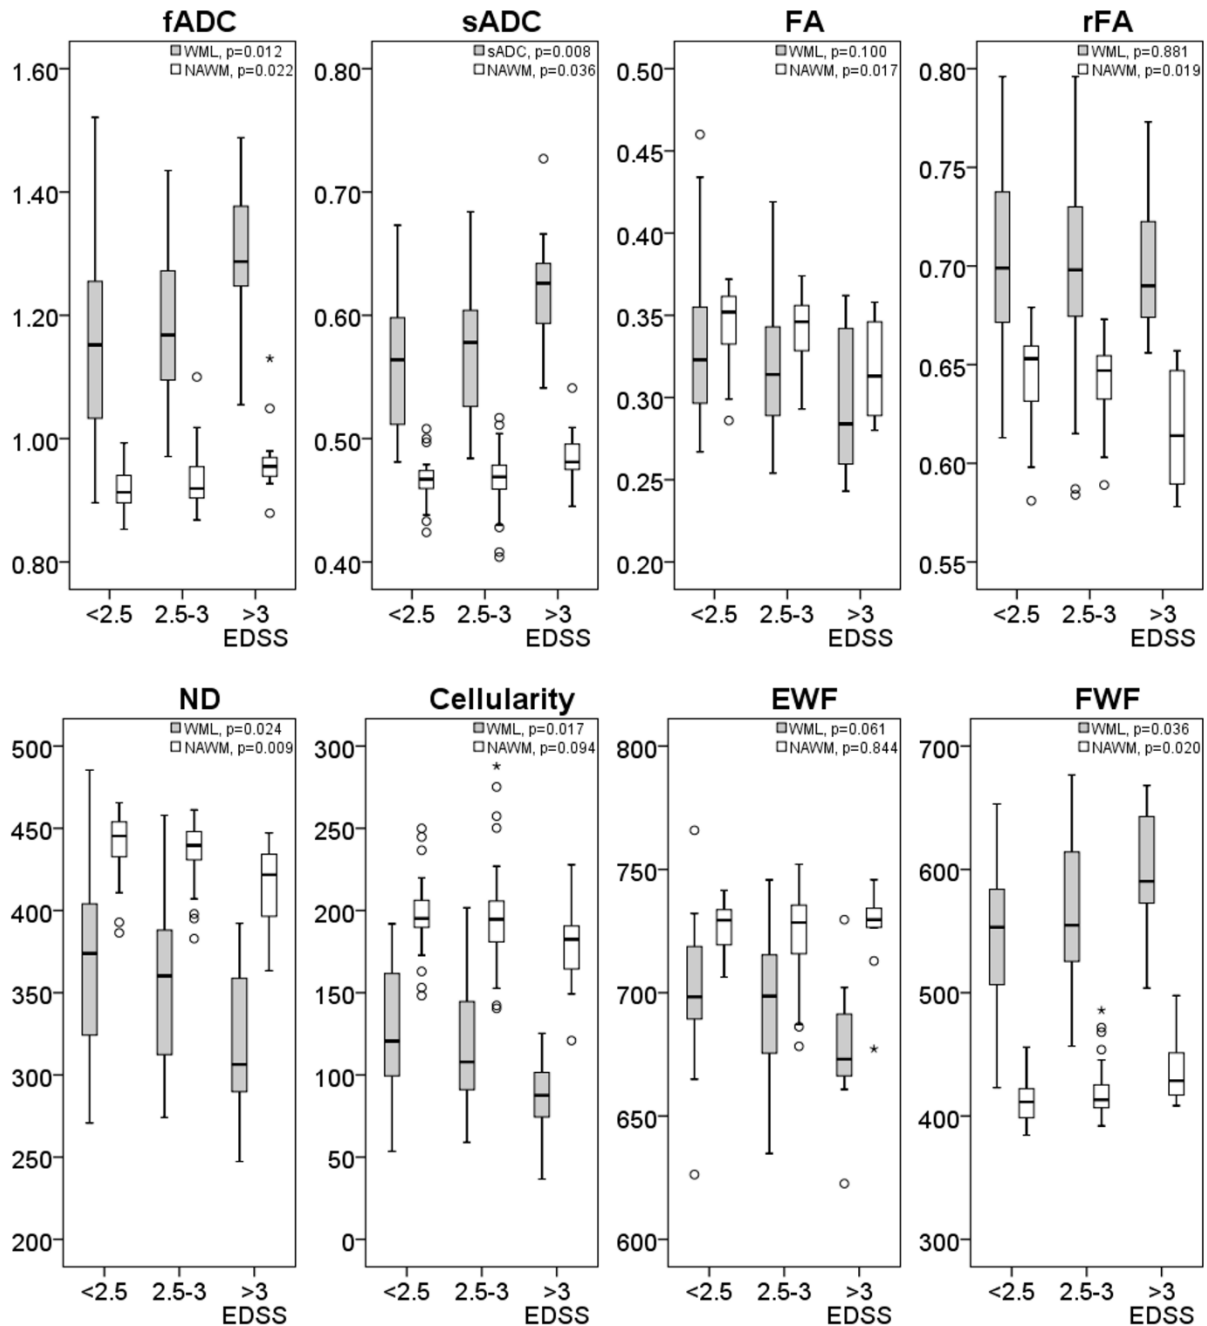 fADC
WML, p=0.012
NAWM, p=0.022
1.60
1.40
1.20
1.00
0.80
<2.5 2.5-3 >3
EDSS
sADC
sADC, p=0.008
NAWM, p=0.036
0.80
0.70
0.60
0.50
0.40
<2.5 2.5-3 >3
EDSS
FA
WML, p=0.100
NAWM, p=0.017
0.50
0.45
0.40
0.35
0.30
0.25
0.20
<2.5 2.5-3 >3
EDSS
rFA
WML, p=0.881
NAWM, p=0.019
0.80
0.75
0.70
0.65
0.60
0.55
<2.5 2.5-3 >3
EDSS
ND
WML, p=0.024
NAWM, p=0.009
500
450
400
350
300
250
200
<2.5 2.5-3 >3
EDSS
Cellularity
WML, p=0.017
NAWM, p=0.094
300
250
200
150
100
50
0
<2.5 2.5-3 >3
EDSS
EWF
WML, p=0.061
NAWM, p=0.844
800
750
700
650
600
<2.5 2.5-3 >3
EDSS
FWF
WML, p=0.036
NAWM, p=0.020
700
600
500
400
300
<2.5 2.5-3 >3
EDSS